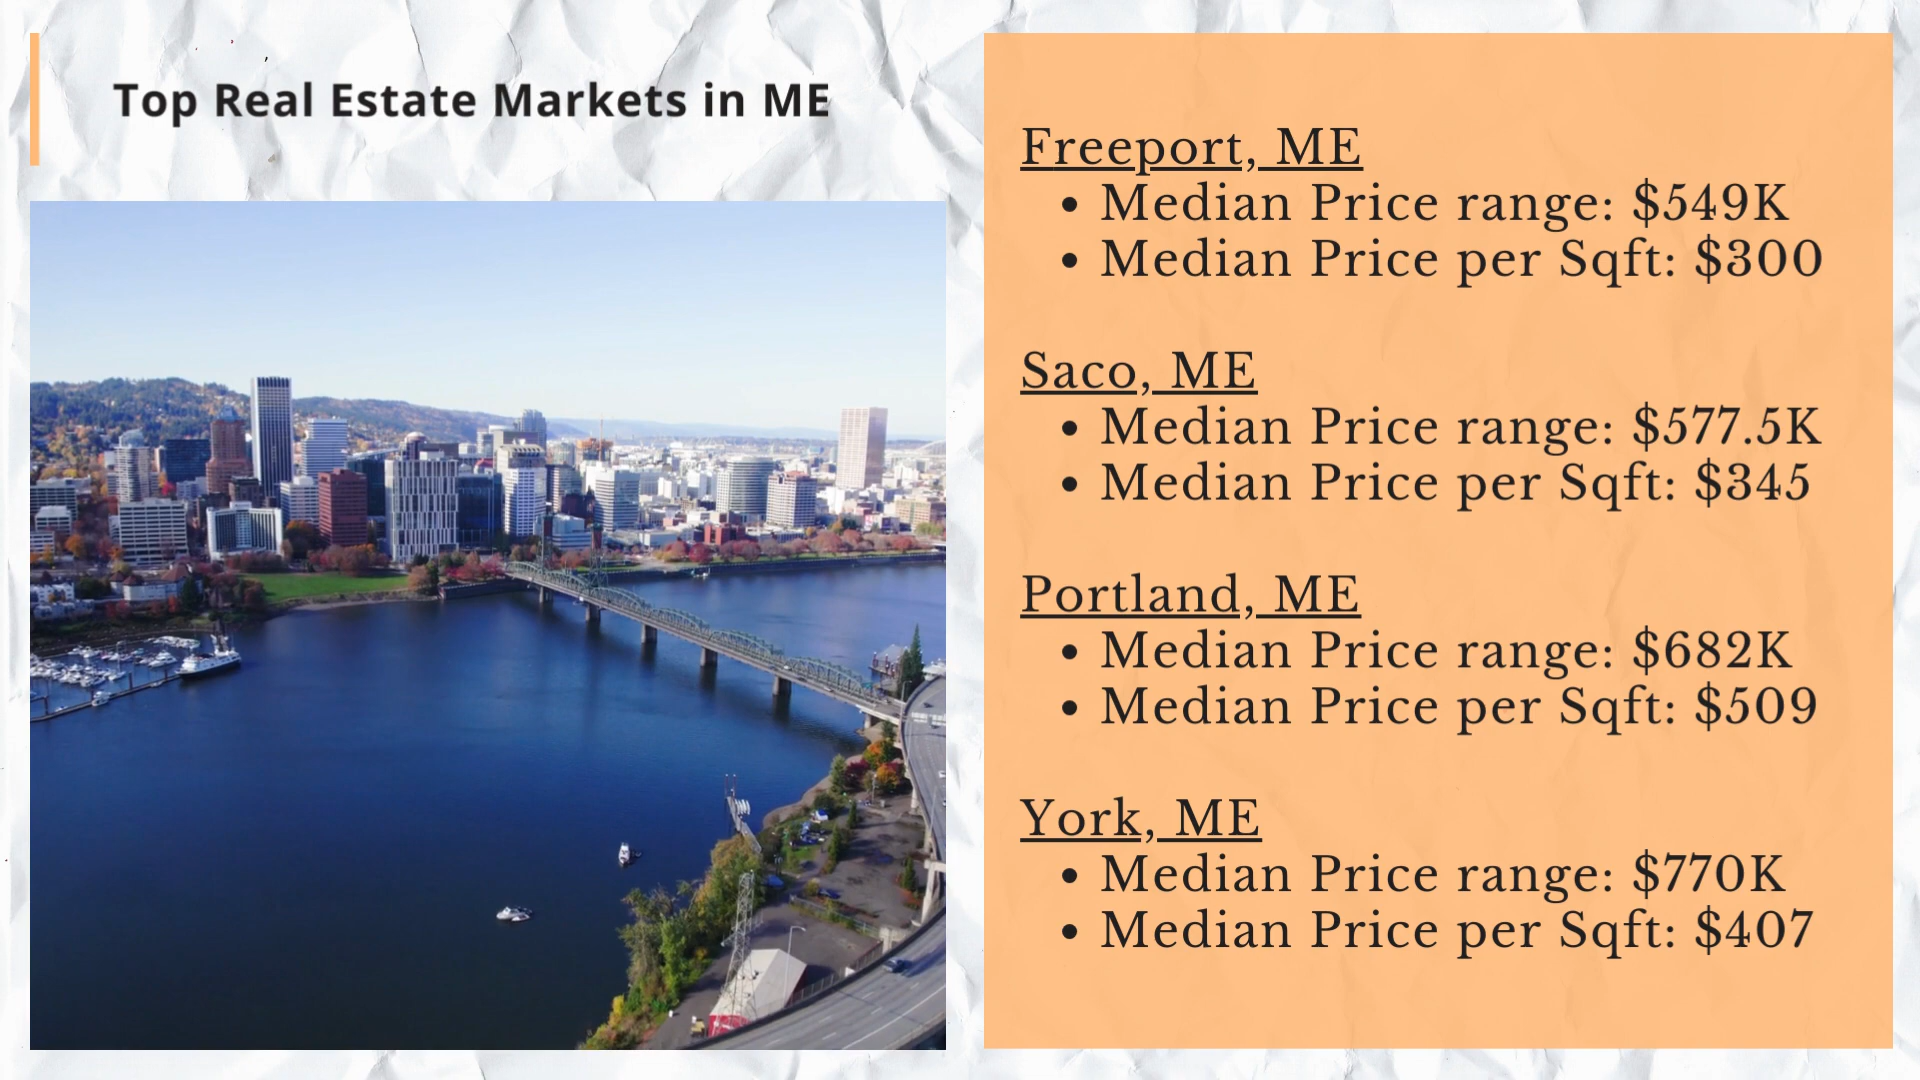 Top Real Estate Markets in ME
Freeport, ME
• Median Price range: $549K
• Median Price per Sqft: $300
Saco, ME
• Median Price range: $577.5K
• Median Price per Sqft: $345
Portland, ME
• Median Price range: $682K
• Median Price per Sqft: $509
York, ME
• Median Price range: $770K
• Median Price per Sqft: $407